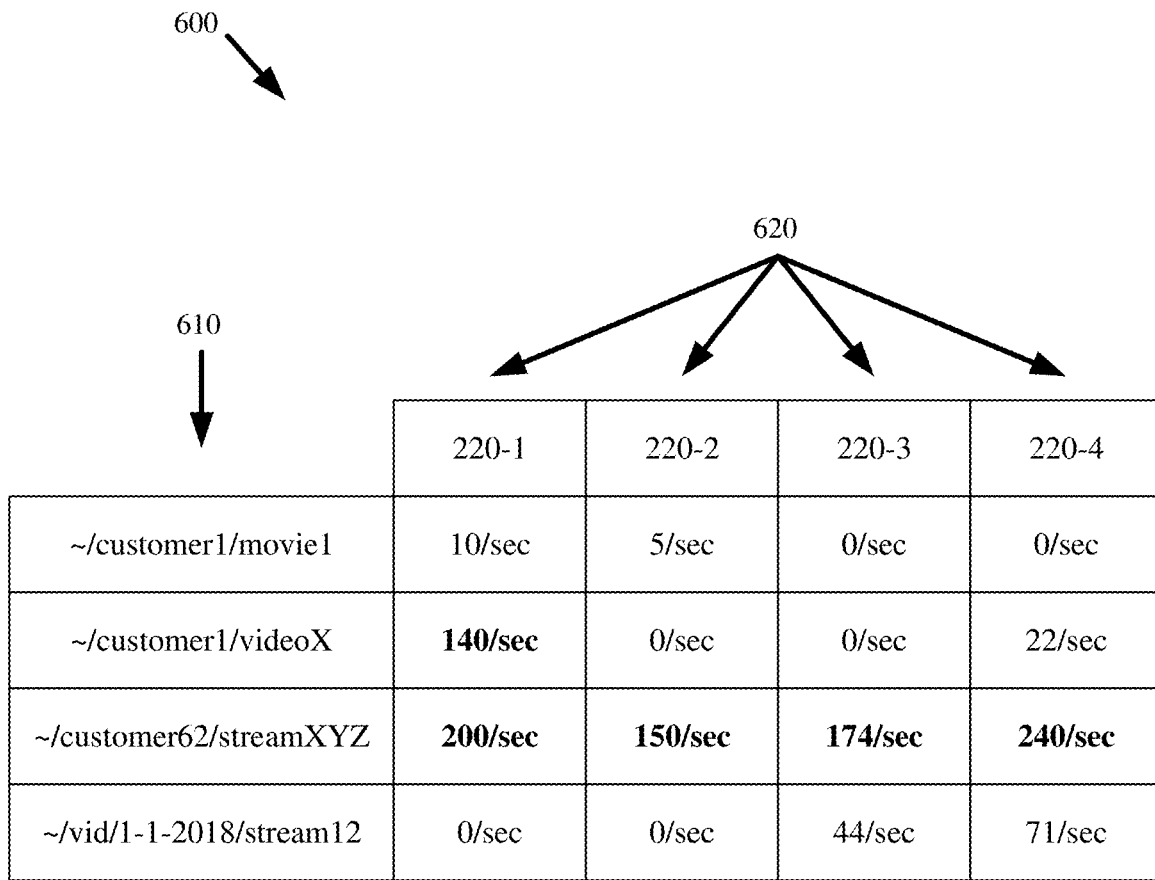 600
620
610
220-1 220-2 220-3 220-4
~/customer1/movie1 10/sec 5/sec 0/sec 0/sec
~/customer1/videoX 140/sec 0/sec 0/sec 22/sec
~/customer62/streamXYZ 200/sec 150/sec 174/sec 240/sec
~/vid/1-1-2018/stream12 0/sec 0/sec 44/sec 71/sec